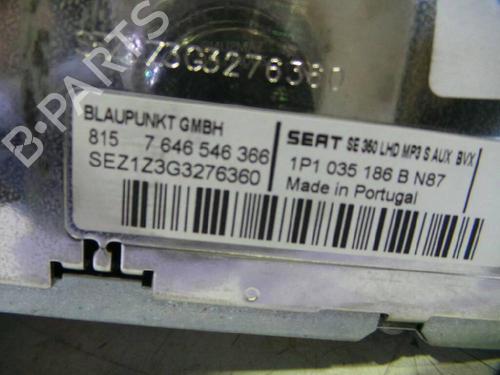 SEZ1Z3G3276360
BLAUPUNKT GMBH
815 7 646 546 366
SEZ1Z3G3276360
SEAT SE 360 LHD MP3 S AUX BVX
1P1 035 186 B N87
Made in Portugal